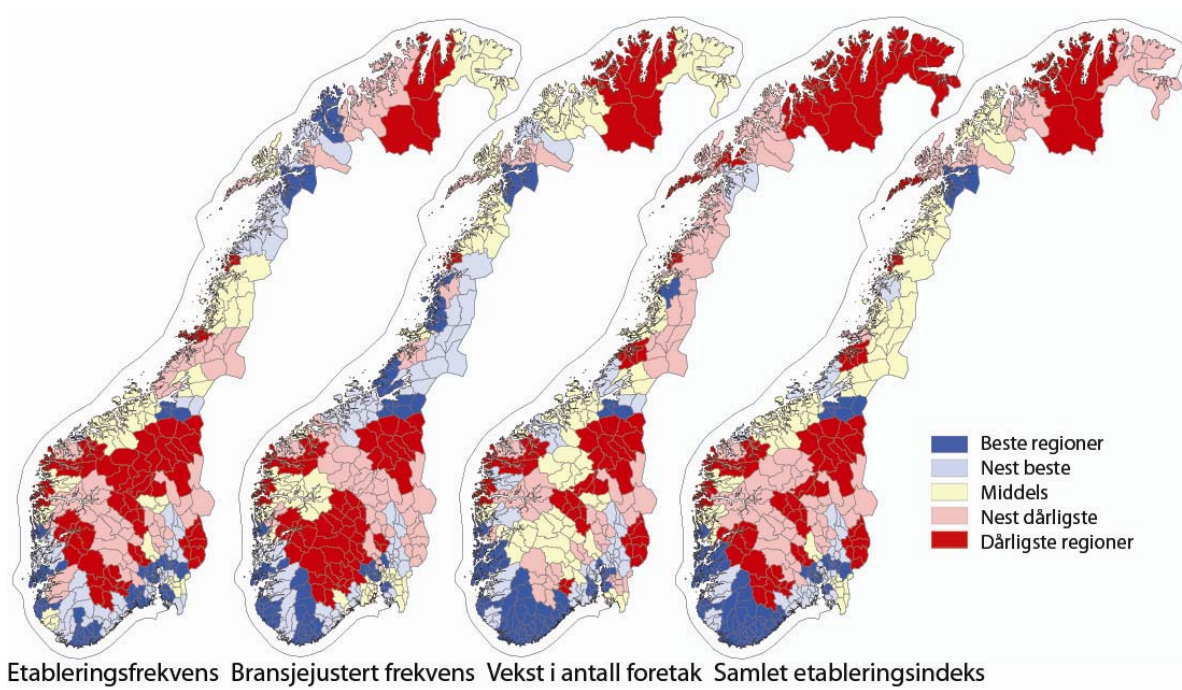 Beste regioner
Nest beste
Middels
Nest dårligste
Dårligste regioner
Etableringsfrekvens Bransjejustert frekvens Vekst i antall foretak Samlet etableringsindeks